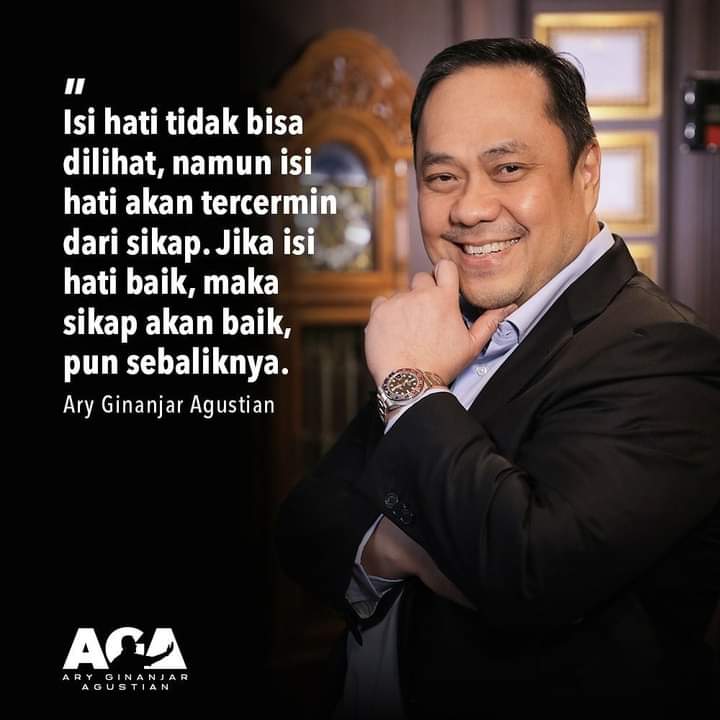 "
Isi hati tidak bisa
dilihat, namun isi
hati akan tercermin
dari sikap. Jika isi
hati baik, maka
sikap akan baik,
pun sebaliknya.
Ary Ginanjar Agustian
AGA
ARY GINANJAR
AGUSTIAN